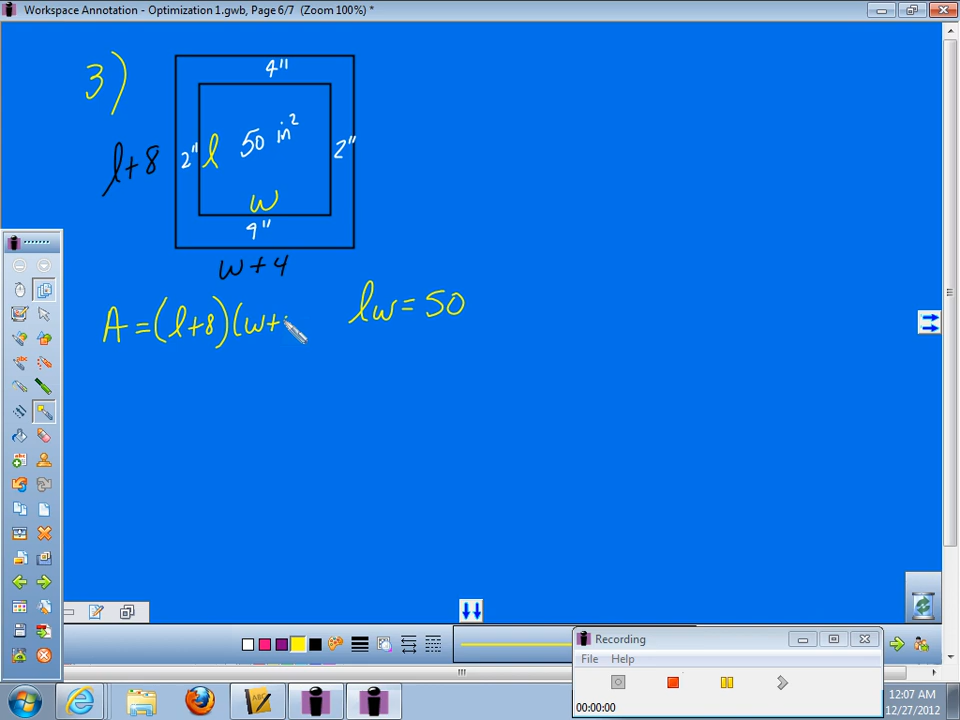 Workspace Annotation - Optimization 1.gwb, Page 6/7 (Zoom 100%) *
3)
4"
l+8
2"
l
50 in²
2"
w
4"
w+4
A=(l+8)(w+
lw=50
Recording
File Help
00:00:00
12:07 AM
12/27/2012